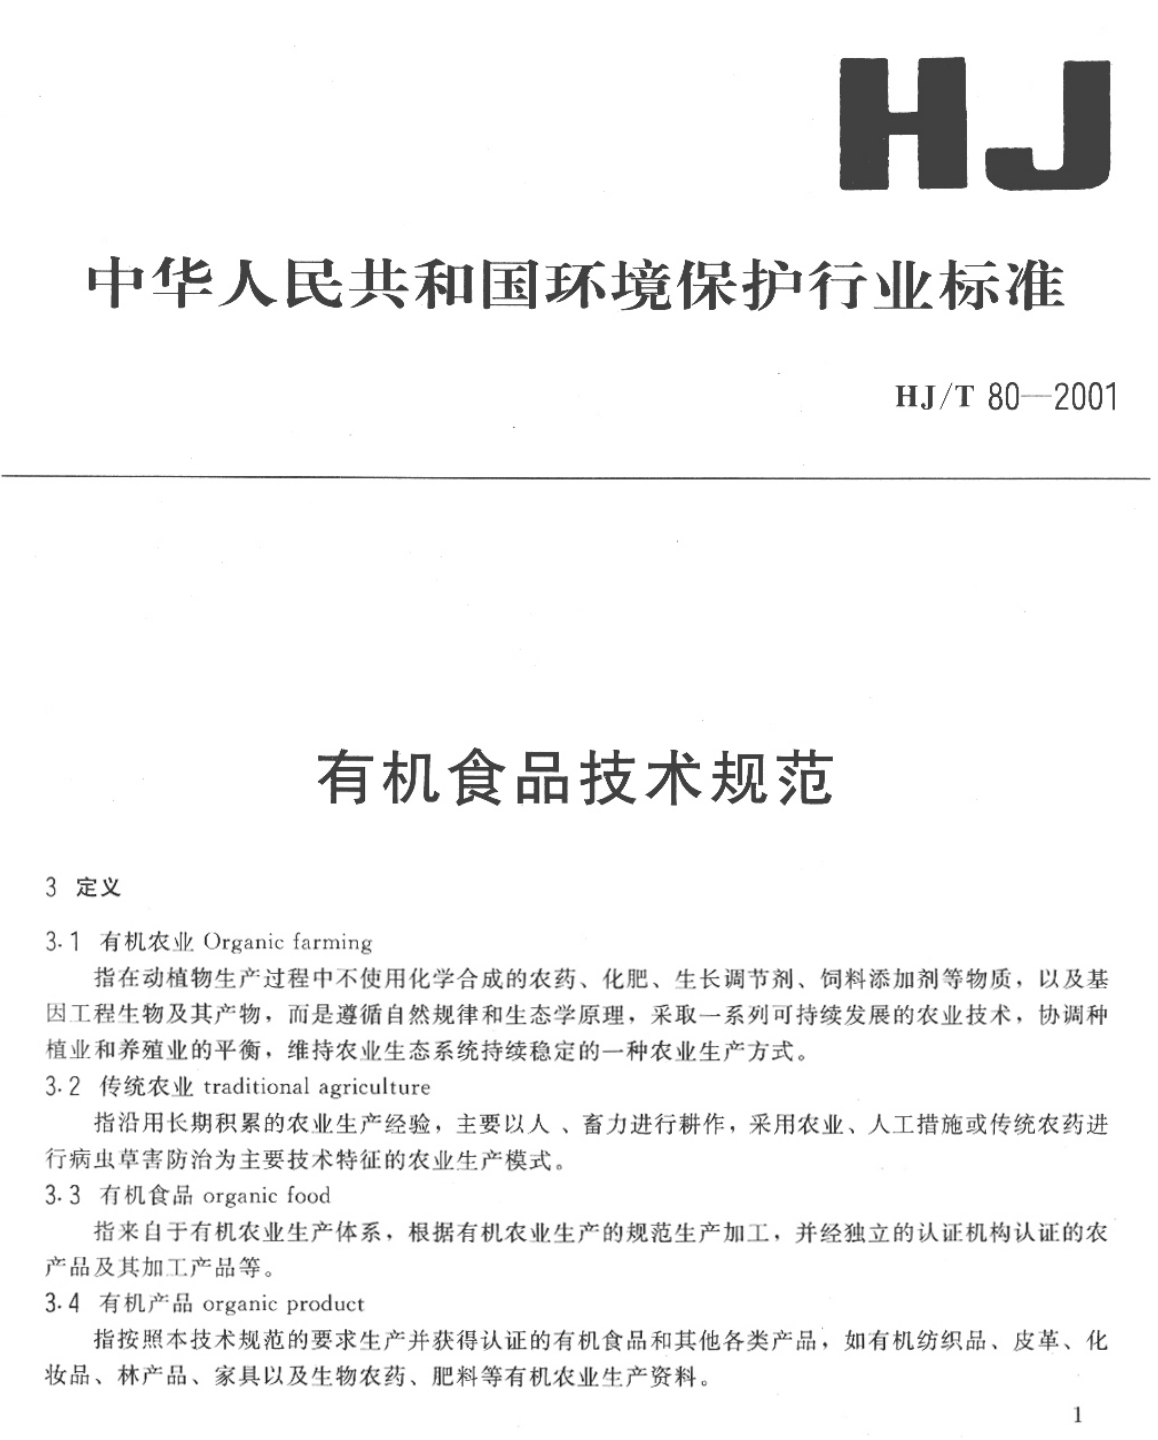 HJ
中华人民共和国环境保护行业标准
HJ/T 80—2001
有机食品技术规范
3 定义
3.1 有机农业 Organic farming
指在动植物生产过程中不使用化学合成的农药、化肥、生长调节剂、饲料添加剂等物质，以及基
因工程生物及其产物，而是遵循自然规律和生态学原理，采取一系列可持续发展的农业技术，协调种
植业和养殖业的平衡，维持农业生态系统持续稳定的一种农业生产方式。
3.2 传统农业 traditional agriculture
指沿用长期积累的农业生产经验，主要以人 、畜力进行耕作，采用农业、人工措施或传统农药进
行病虫草害防治为主要技术特征的农业生产模式。
3.3 有机食品 organic food
指来自于有机农业生产体系，根据有机农业生产的规范生产加工，并经独立的认证机构认证的农
产品及其加工产品等。
3.4 有机产品 organic product
指按照本技术规范的要求生产并获得认证的有机食品和其他各类产品，如有机纺织品、皮革、化
妆品、林产品、家具以及生物农药、肥料等有机农业生产资料。
1